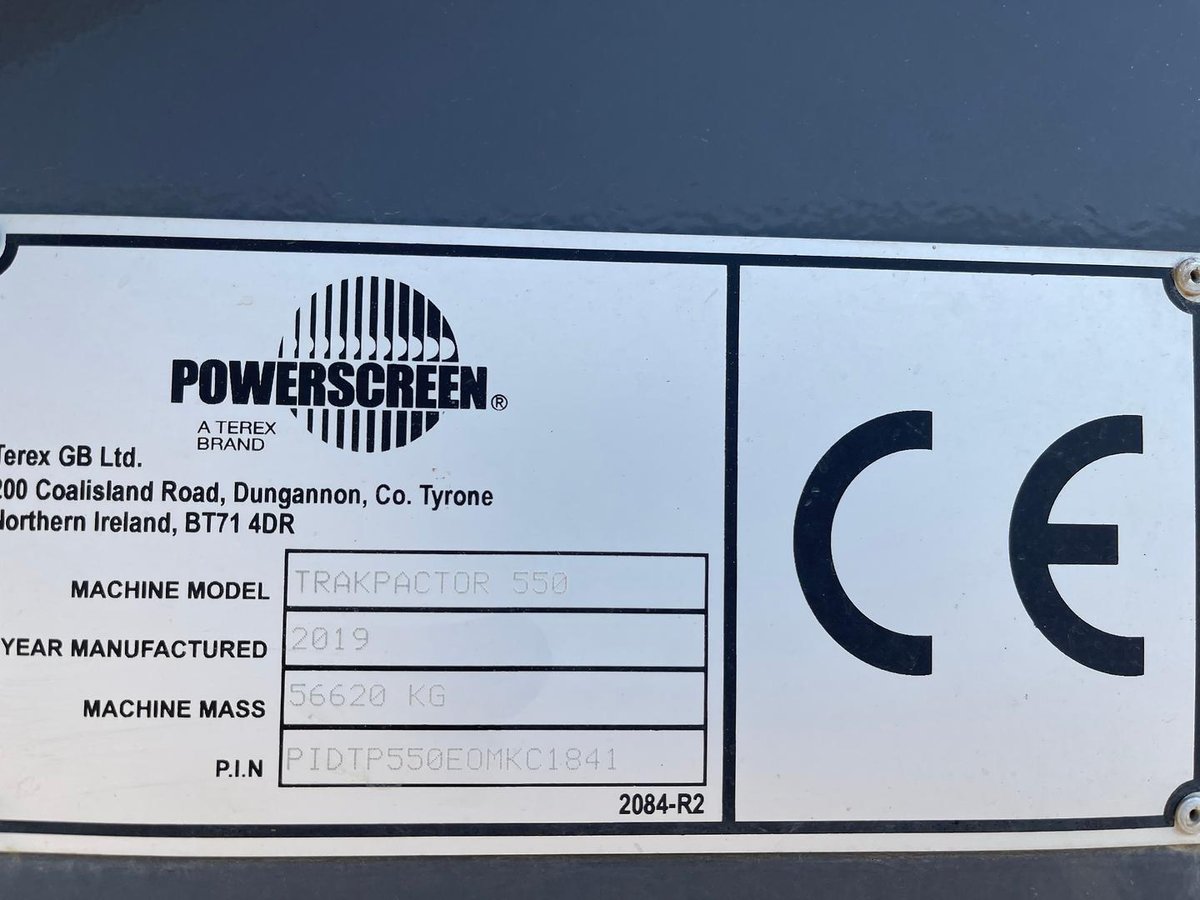 POWERSCREEN®
A TEREX
BRAND
Terex GB Ltd.
200 Coalisland Road, Dungannon, Co. Tyrone
Northern Ireland, BT71 4DR
MACHINE MODEL TRAKPACTOR 550
YEAR MANUFACTURED 2019
MACHINE MASS 56620 KG
P.I.N PIDTP550EOMKC1841
2084-R2
CE